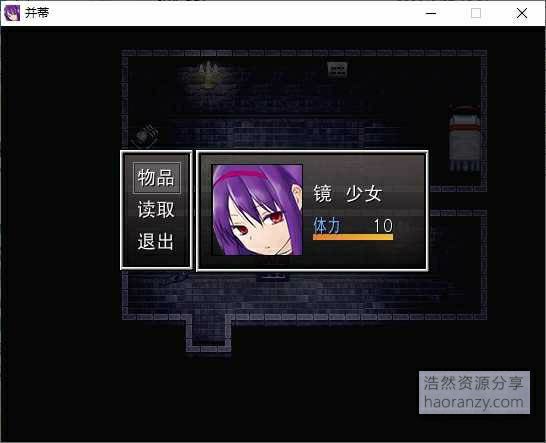 并蒂
物品
读取
退出
镜 少女
体力 10
浩然资源分享
haoranzy.com